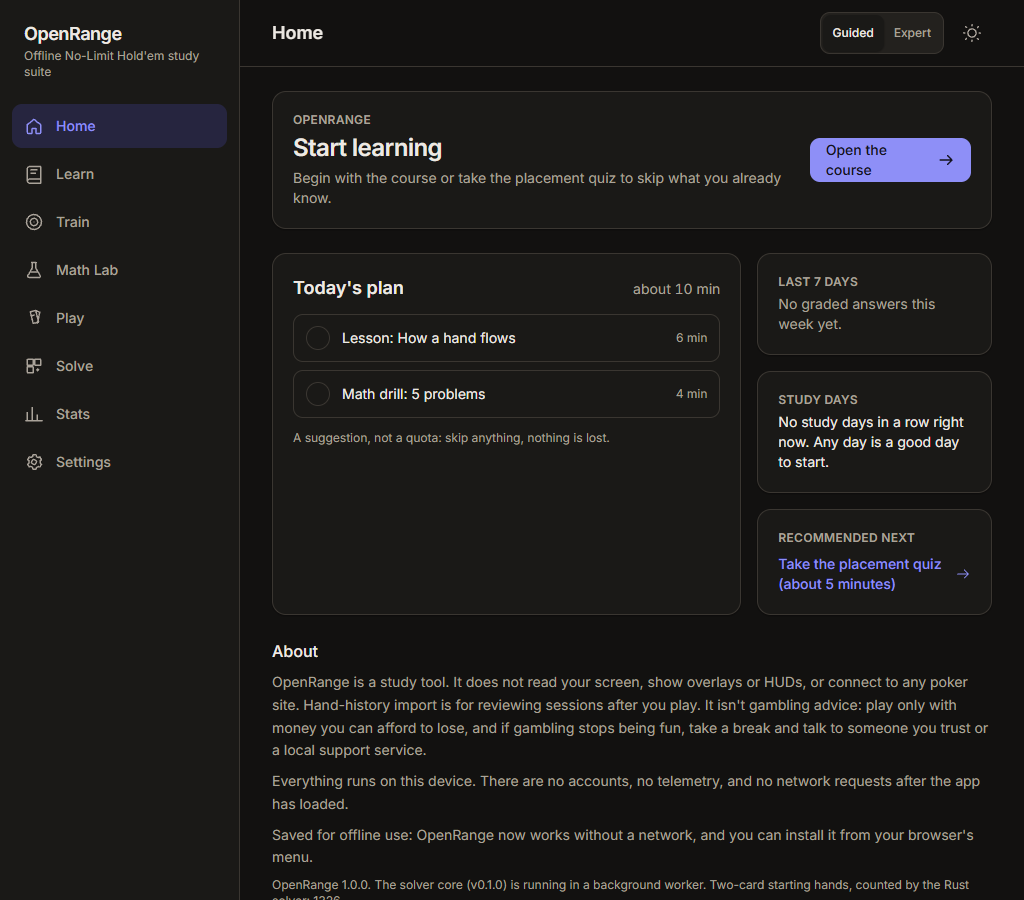 OpenRange
Offline No-Limit Hold'em study
suite
Home
Learn
Train
Math Lab
Play
Solve
Stats
Settings
Home
Guided
Expert
OPENRANGE
Start learning
Begin with the course or take the placement quiz to skip what you already
know.
Open the
course
Today's plan
about 10 min
Lesson: How a hand flows
6 min
Math drill: 5 problems
4 min
A suggestion, not a quota: skip anything, nothing is lost.
LAST 7 DAYS
No graded answers this
week yet.
STUDY DAYS
No study days in a row right
now. Any day is a good day
to start.
RECOMMENDED NEXT
Take the placement quiz
(about 5 minutes)
About
OpenRange is a study tool. It does not read your screen, show overlays or HUDs, or connect to any poker
site. Hand-history import is for reviewing sessions after you play. It isn't gambling advice: play only with
money you can afford to lose, and if gambling stops being fun, take a break and talk to someone you trust or
a local support service.
Everything runs on this device. There are no accounts, no telemetry, and no network requests after the app
has loaded.
Saved for offline use: OpenRange now works without a network, and you can install it from your browser's
menu.
OpenRange 1.0.0. The solver core (v0.1.0) is running in a background worker. Two-card starting hands, counted by the Rust
solver: 1326